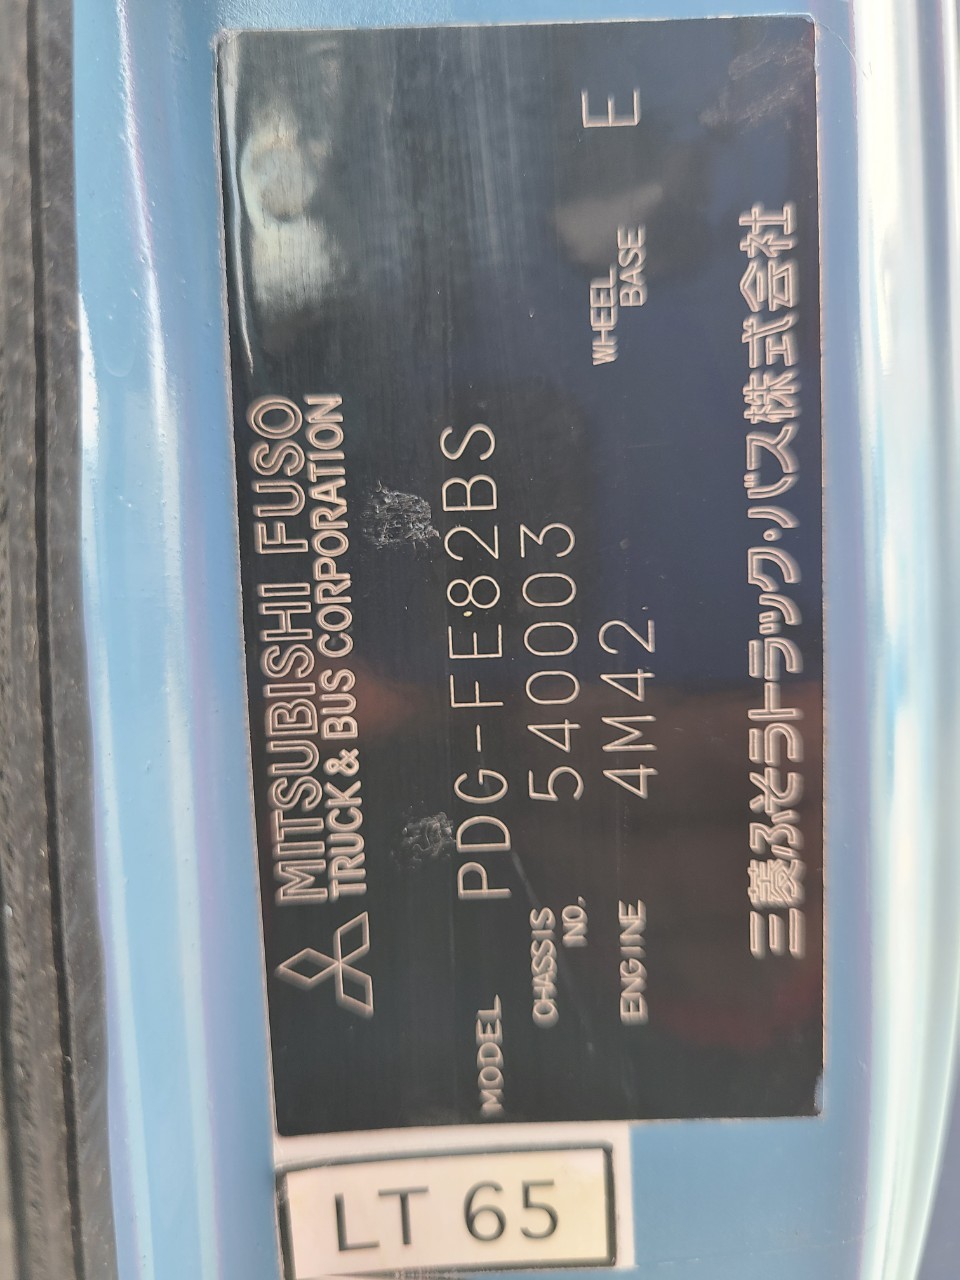 MITSUBISHI FUSO
TRUCK & BUS CORPORATION
MODEL PDG-FE82BS
CHASSIS NO. 540003
ENGINE 4M42 WHEEL BASE E
三菱ふそうトラック・バス株式会社
LT 65